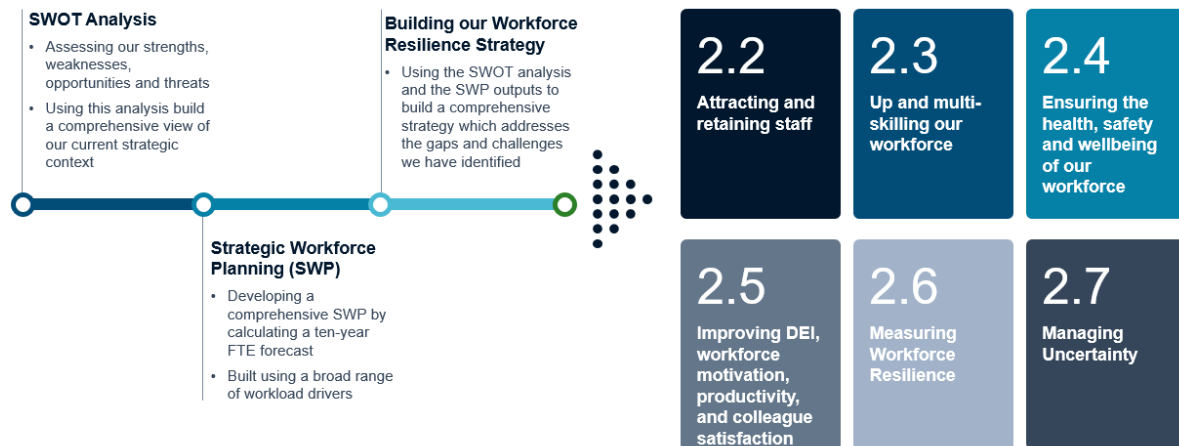 SWOT Analysis
• Assessing our strengths,
weaknesses,
opportunities and threats
• Using this analysis build
a comprehensive view of
our current strategic
context
Building our Workforce
Resilience Strategy
• Using the SWOT analysis
and the SWP outputs to
build a comprehensive
strategy which addresses
the gaps and challenges
we have identified
Strategic Workforce
Planning (SWP)
• Developing a
comprehensive SWP by
calculating a ten-year
FTE forecast
• Built using a broad range
of workload drivers
2.2
Attracting and
retaining staff
2.3
Up and multi-
skilling our
workforce
2.4
Ensuring the
health, safety
and wellbeing
of our
workforce
2.5
Improving DEI,
workforce
motivation,
productivity,
and colleague
satisfaction
2.6
Measuring
Workforce
Resilience
2.7
Managing
Uncertainty